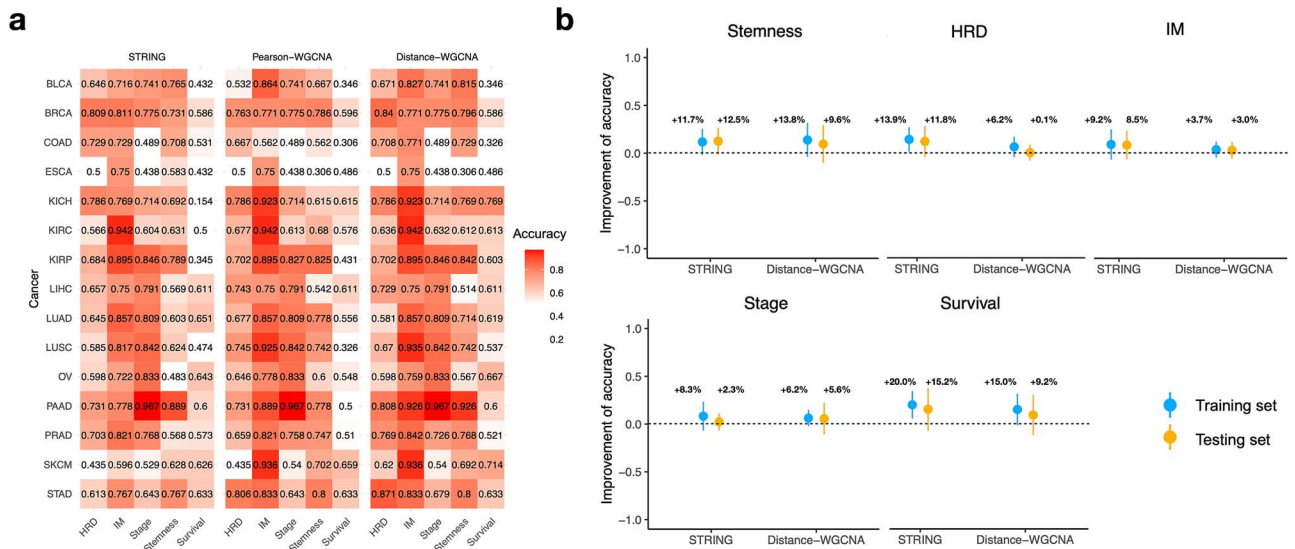 a
STRING Pearson−WGCNA Distance−WGCNA
BLCA 0.646 0.716 0.741 0.765 0.432 0.532 0.864 0.741 0.667 0.346 0.671 0.827 0.741 0.815 0.346
BRCA 0.809 0.811 0.775 0.731 0.586 0.763 0.771 0.775 0.786 0.596 0.84 0.771 0.775 0.796 0.586
COAD 0.729 0.729 0.489 0.708 0.531 0.667 0.562 0.489 0.562 0.306 0.708 0.771 0.489 0.729 0.326
ESCA 0.5 0.75 0.438 0.583 0.432 0.5 0.75 0.438 0.306 0.486 0.5 0.75 0.438 0.306 0.486
KICH 0.786 0.769 0.714 0.692 0.154 0.786 0.923 0.714 0.615 0.615 0.786 0.923 0.714 0.769 0.769
KIRC 0.566 0.942 0.604 0.631 0.5 0.677 0.942 0.613 0.68 0.576 0.636 0.942 0.632 0.612 0.613
KIRP 0.684 0.895 0.846 0.789 0.345 0.702 0.895 0.827 0.825 0.431 0.702 0.895 0.846 0.842 0.603
LIHC 0.657 0.75 0.791 0.569 0.611 0.743 0.75 0.791 0.542 0.611 0.729 0.75 0.791 0.514 0.611
LUAD 0.645 0.857 0.809 0.603 0.651 0.677 0.857 0.809 0.778 0.556 0.581 0.857 0.809 0.714 0.619
LUSC 0.585 0.817 0.842 0.624 0.474 0.745 0.925 0.842 0.742 0.326 0.67 0.935 0.842 0.742 0.537
OV 0.598 0.722 0.833 0.483 0.643 0.646 0.778 0.833 0.6 0.548 0.598 0.759 0.833 0.567 0.667
PAAD 0.731 0.778 0.967 0.889 0.6 0.731 0.889 0.967 0.778 0.5 0.808 0.926 0.967 0.926 0.6
PRAD 0.703 0.821 0.768 0.568 0.573 0.659 0.821 0.758 0.747 0.51 0.769 0.842 0.726 0.768 0.521
SKCM 0.435 0.596 0.529 0.628 0.626 0.435 0.936 0.54 0.702 0.659 0.62 0.936 0.54 0.692 0.714
STAD 0.613 0.767 0.643 0.767 0.633 0.806 0.833 0.643 0.8 0.633 0.871 0.833 0.679 0.8 0.633
HRD IM Stage Stemness Survival HRD IM Stage Stemness Survival HRD IM Stage Stemness Survival
Cancer
Accuracy
0.8
0.6
0.4
0.2
b
Stemness HRD IM
Improvement of accuracy
1.0
0.5
0.0
−0.5
−1.0
+11.7% +12.5% +13.8% +9.6% +13.9% +11.8% +6.2% +0.1% +9.2% 8.5% +3.7% +3.0%
STRING Distance−WGCNA STRING Distance−WGCNA STRING Distance−WGCNA
Stage Survival
Improvement of accuracy
1.0
0.5
0.0
−0.5
−1.0
+8.3% +2.3% +6.2% +5.6% +20.0% +15.2% +15.0% +9.2%
STRING Distance−WGCNA STRING Distance−WGCNA
Training set
Testing set